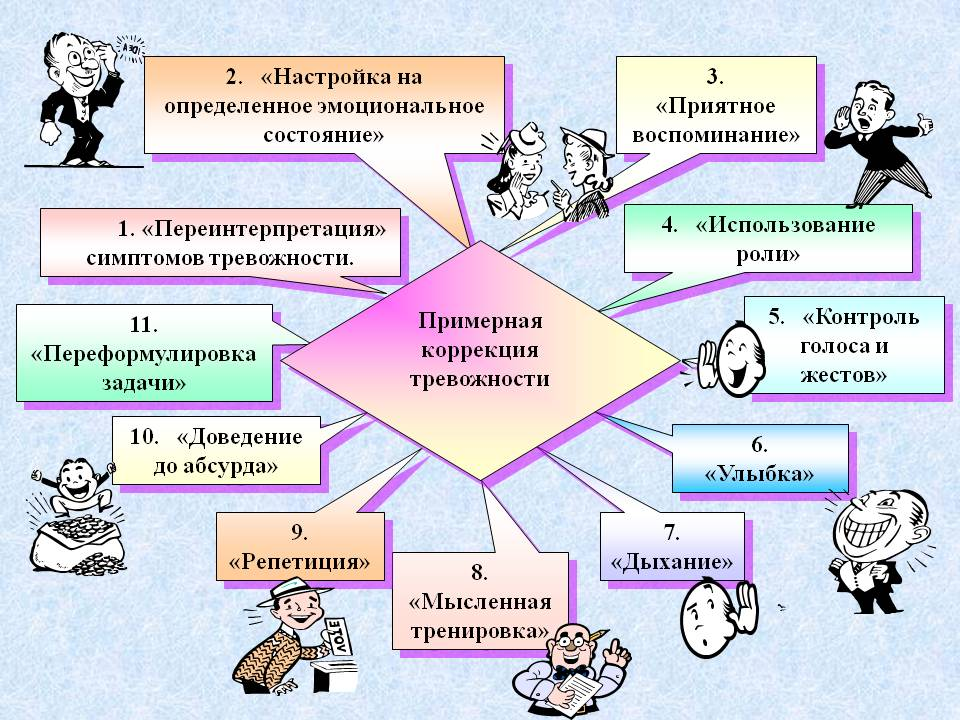 2. «Настройка на
определенное эмоциональное
состояние»
3.
«Приятное
воспоминание»
1. «Переинтерпретация»
симптомов тревожности.
4. «Использование
роли»
Примерная
коррекция
тревожности
11.
«Переформулировка
задачи»
5. «Контроль
голоса и
жестов»
10. «Доведение
до абсурда»
6.
«Улыбка»
9.
«Репетиция»
8.
«Мысленная
тренировка»
7.
«Дыхание»
IDEA
VOTE